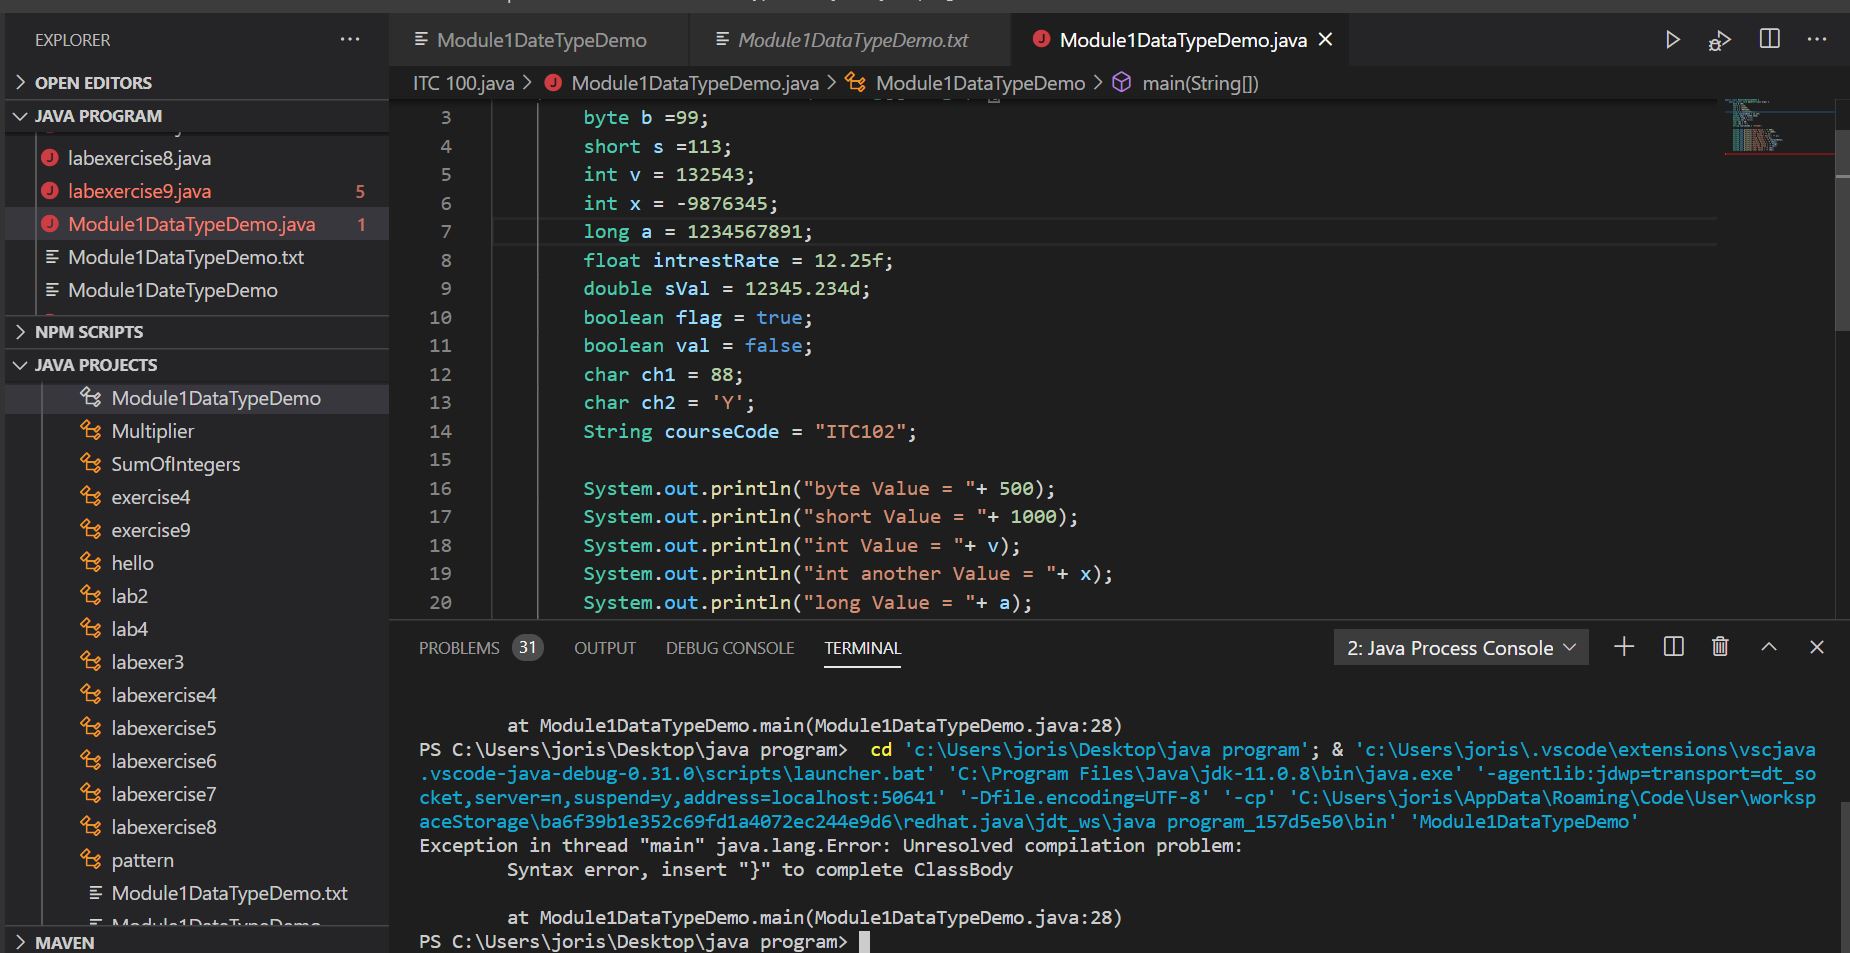 EXPLORER
OPEN EDITORS
JAVA PROGRAM
labexercise8.java
labexercise9.java 5
Module1DataTypeDemo.java 1
Module1DataTypeDemo.txt
Module1DateTypeDemo
NPM SCRIPTS
JAVA PROJECTS
Module1DataTypeDemo
Multiplier
SumOfIntegers
exercise4
exercise9
hello
lab2
lab4
labexer3
labexercise4
labexercise5
labexercise6
labexercise7
labexercise8
pattern
Module1DataTypeDemo.txt
MAVEN
Module1DateTypeDemo Module1DataTypeDemo.txt Module1DataTypeDemo.java
ITC 100.java > Module1DataTypeDemo.java > Module1DataTypeDemo > main(String[])
3 byte b =99;
4 short s =113;
5 int v = 132543;
6 int x = -9876345;
7 long a = 1234567891;
8 float intrestRate = 12.25f;
9 double sVal = 12345.234d;
10 boolean flag = true;
11 boolean val = false;
12 char ch1 = 88;
13 char ch2 = 'Y';
14 String courseCode = "ITC102";
15
16 System.out.println("byte Value = "+ 500);
17 System.out.println("short Value = "+ 1000);
18 System.out.println("int Value = "+ v);
19 System.out.println("int another Value = "+ x);
20 System.out.println("long Value = "+ a);
PROBLEMS 31 OUTPUT DEBUG CONSOLE TERMINAL 2: Java Process Console
at Module1DataTypeDemo.main(Module1DataTypeDemo.java:28)
PS C:\Users\joris\Desktop\java program> cd 'c:\Users\joris\Desktop\java program'; & 'c:\Users\joris\.vscode\extensions\vscjava
.vscode-java-debug-0.31.0\scripts\launcher.bat' 'C:\Program Files\Java\jdk-11.0.8\bin\java.exe' '-agentlib:jdwp=transport=dt_so
cket,server=n,suspend=y,address=localhost:50641' '-Dfile.encoding=UTF-8' '-cp' 'C:\Users\joris\AppData\Roaming\Code\User\worksp
aceStorage\ba6f39b1e352c69fd1a4072ec244e9d6\redhat.java\jdt_ws\java program_157d5e50\bin' 'Module1DataTypeDemo'
Exception in thread "main" java.lang.Error: Unresolved compilation problem:
Syntax error, insert "}" to complete ClassBody
at Module1DataTypeDemo.main(Module1DataTypeDemo.java:28)
PS C:\Users\joris\Desktop\java program>